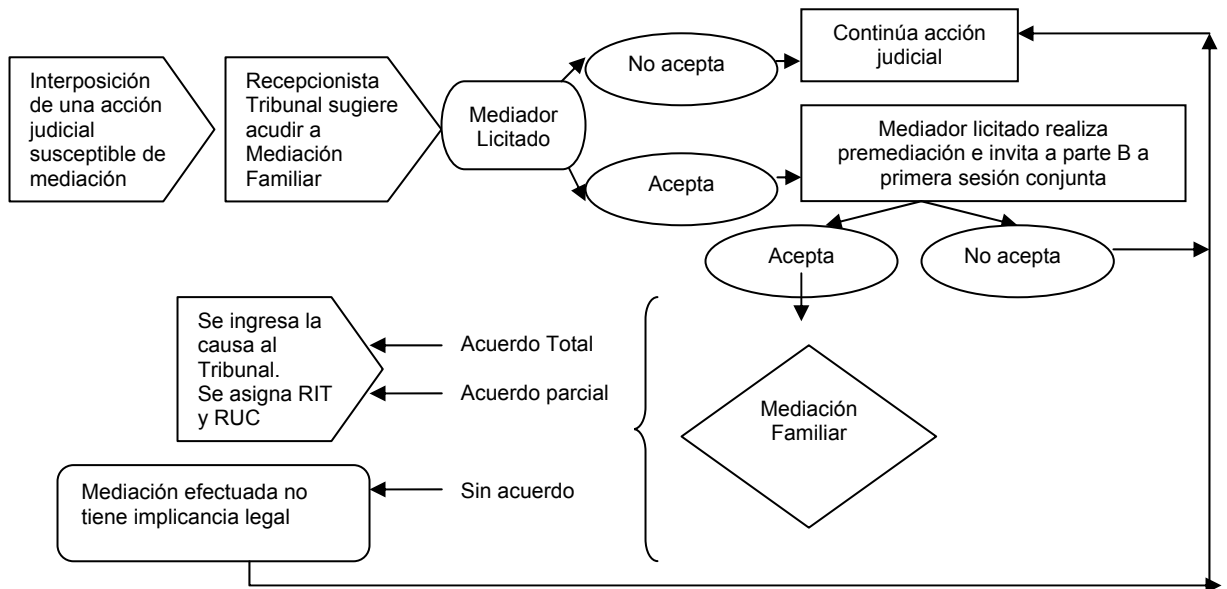 Interposición
de una acción
judicial
susceptible de
mediación
Recepcionista
Tribunal sugiere
acudir a
Mediación
Familiar
Mediador
Licitado
No acepta
Continúa acción
judicial
Acepta
Mediador licitado realiza
premediación e invita a parte B a
primera sesión conjunta
Acepta
No acepta
Mediación
Familiar
Acuerdo Total
Acuerdo parcial
Se ingresa la
causa al
Tribunal.
Se asigna RIT
y RUC
Sin acuerdo
Mediación efectuada no
tiene implicancia legal